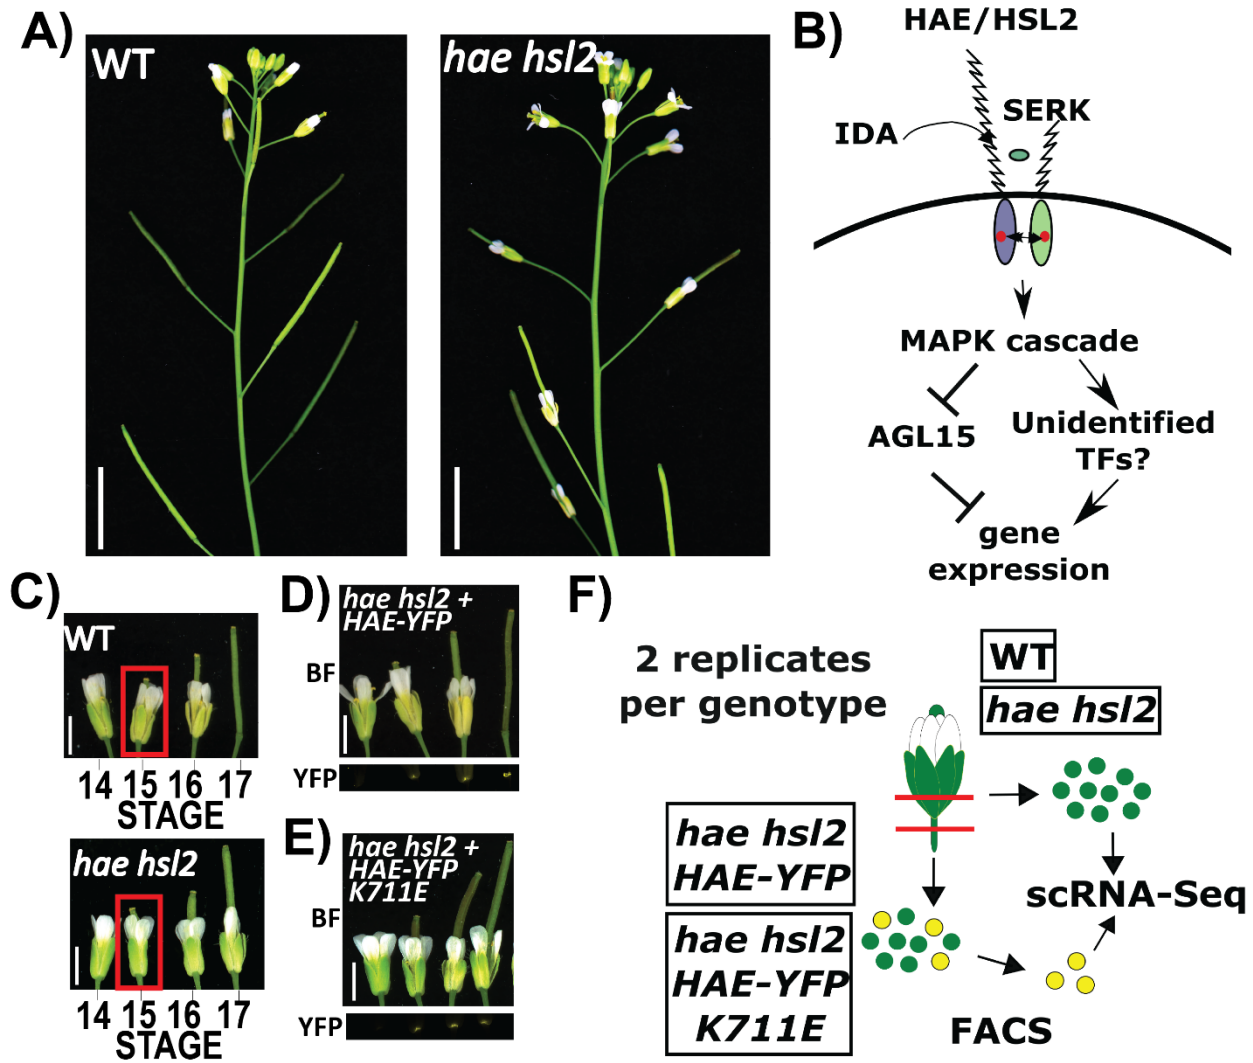 A)
WT
hae hsl2
B)
HAE/HSL2
SERK
IDA
MAPK cascade
AGL15
Unidentified
TFs?
gene
expression
C)
WT
14 15 16 17
STAGE
hae hsl2
14 15 16 17
STAGE
D)
hae hsl2 +
HAE-YFP
BF
YFP
E)
hae hsl2 +
HAE-YFP
K711E
BF
YFP
F)
2 replicates
per genotype
WT
hae hsl2
hae hsl2
HAE-YFP
hae hsl2
HAE-YFP
K711E
scRNA-Seq
FACS